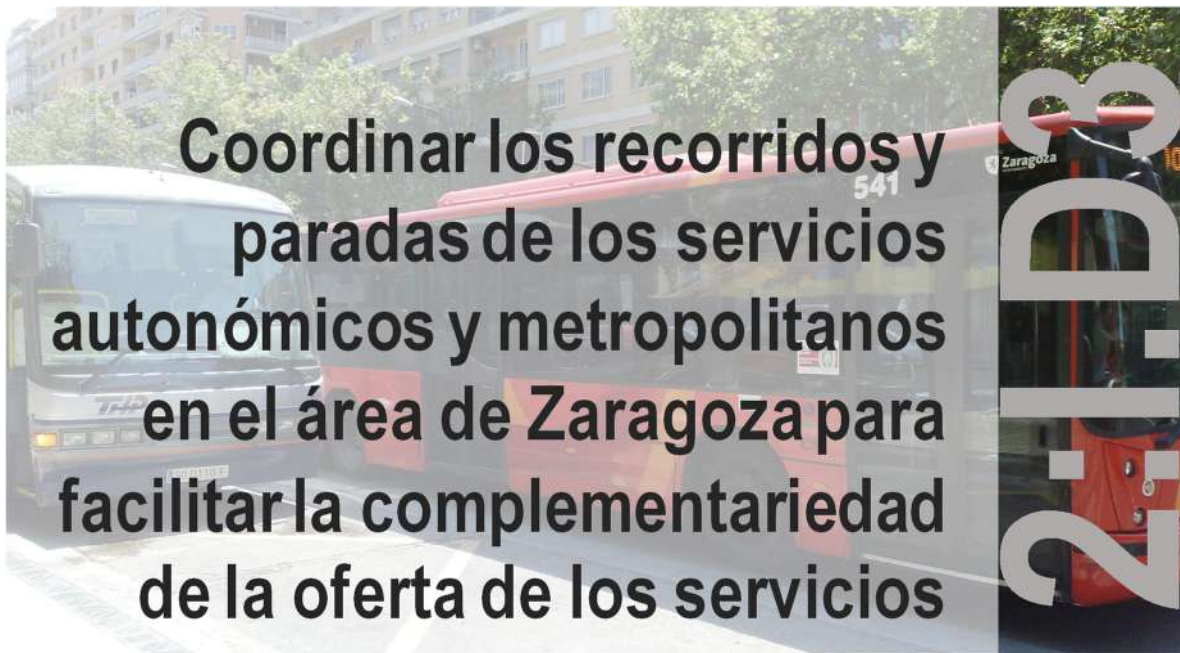 Coordinar los recorridos y
paradas de los servicios
autonómicos y metropolitanos
en el área de Zaragoza para
facilitar la complementariedad
de la oferta de los servicios
2:I.D3
Zaragoza
541